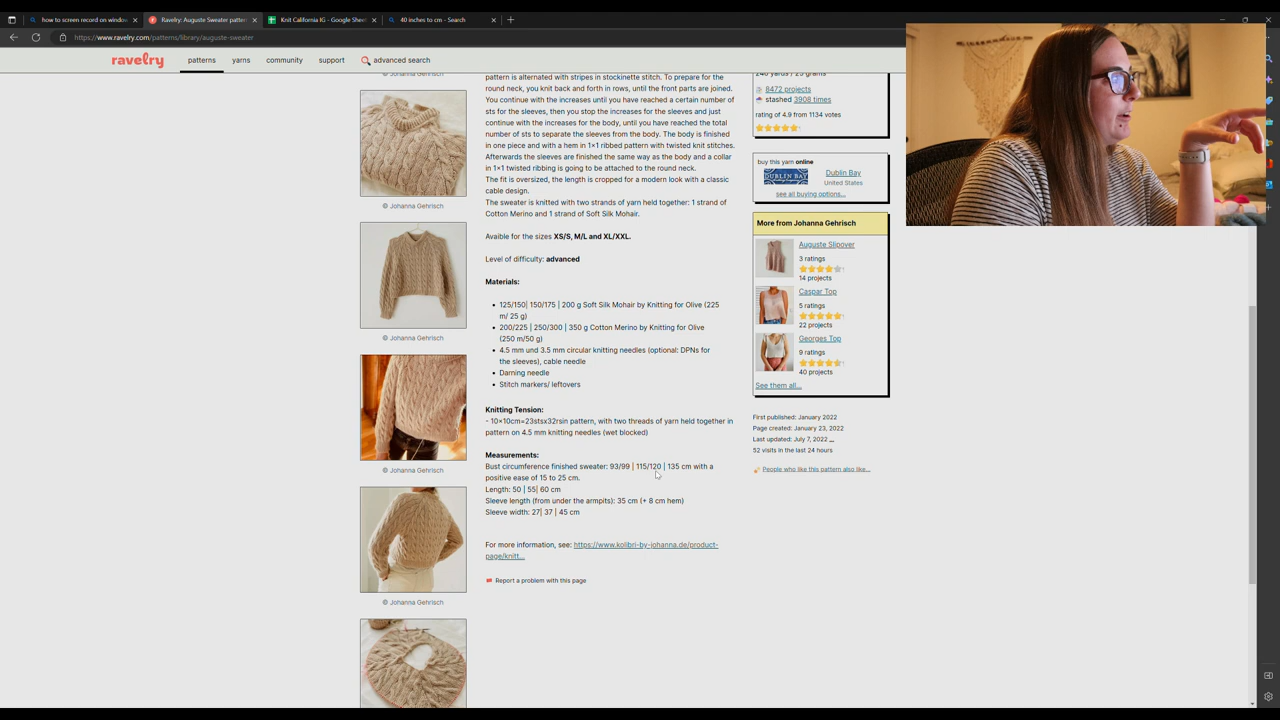 how to screen record on window
Ravelry: Auguste Sweater pattern
Knit California IG - Google Sheet
40 inches to cm - Search
https://www.ravelry.com/patterns/library/auguste-sweater
ravelry
patterns
yarns
community
support
advanced search
© Johanna Gehrisch
© Johanna Gehrisch
© Johanna Gehrisch
© Johanna Gehrisch
© Johanna Gehrisch
pattern is alternated with stripes in stockinette stitch. To prepare for the
round neck, you knit back and forth in rows, until the front parts are joined.
You continue with the increases until you have reached a certain number of
sts for the sleeves, then you stop the increases for the sleeves and just
continue with the increases for the body, until you have reached the total
number of sts to separate the sleeves from the body. The body is finished
in one piece and with a hem in 1x1 ribbed pattern with twisted knit stitches.
Afterwards the sleeves are finished the same way as the body and a collar
in 1x1 twisted ribbing is going to be attached to the round neck.
The fit is oversized, the length is cropped for a modern look with a classic
cable design.
The sweater is knitted with two strands of yarn held together: 1 strand of
Cotton Merino and 1 strand of Soft Silk Mohair.
Avaible for the sizes XS/S, M/L and XL/XXL.
Level of difficulty: advanced
Materials:
• 125/150| 150/175 | 200 g Soft Silk Mohair by Knitting for Olive (225
m/ 25 g)
• 200/225 | 250/300 | 350 g Cotton Merino by Knitting for Olive
(250 m/50 g)
• 4.5 mm und 3.5 mm circular knitting needles (optional: DPNs for
the sleeves), cable needle
• Darning needle
• Stitch markers/ leftovers
Knitting Tension:
- 10x10cm=23stsx32rsin pattern, with two threads of yarn held together in
pattern on 4.5 mm knitting needles (wet blocked)
Measurements:
Bust circumference finished sweater: 93/99 | 115/120 | 135 cm with a
positive ease of 15 to 25 cm.
Length: 50 | 55| 60 cm
Sleeve length (from under the armpits): 35 cm (+ 8 cm hem)
Sleeve width: 27| 37 | 45 cm
For more information, see: https://www.kolibri-by-johanna.de/product-
page/knitt...
Report a problem with this page
240 yards | 25 grams
8472 projects
stashed 3908 times
rating of 4.9 from 1134 votes
buy this yarn online
DUBLIN BAY
Dublin Bay
United States
see all buying options...
More from Johanna Gehrisch
Auguste Slipover
3 ratings
14 projects
Caspar Top
5 ratings
22 projects
Georges Top
9 ratings
40 projects
See them all...
First published: January 2022
Page created: January 23, 2022
Last updated: July 7, 2022 ...
52 visits in the last 24 hours
People who like this pattern also like...